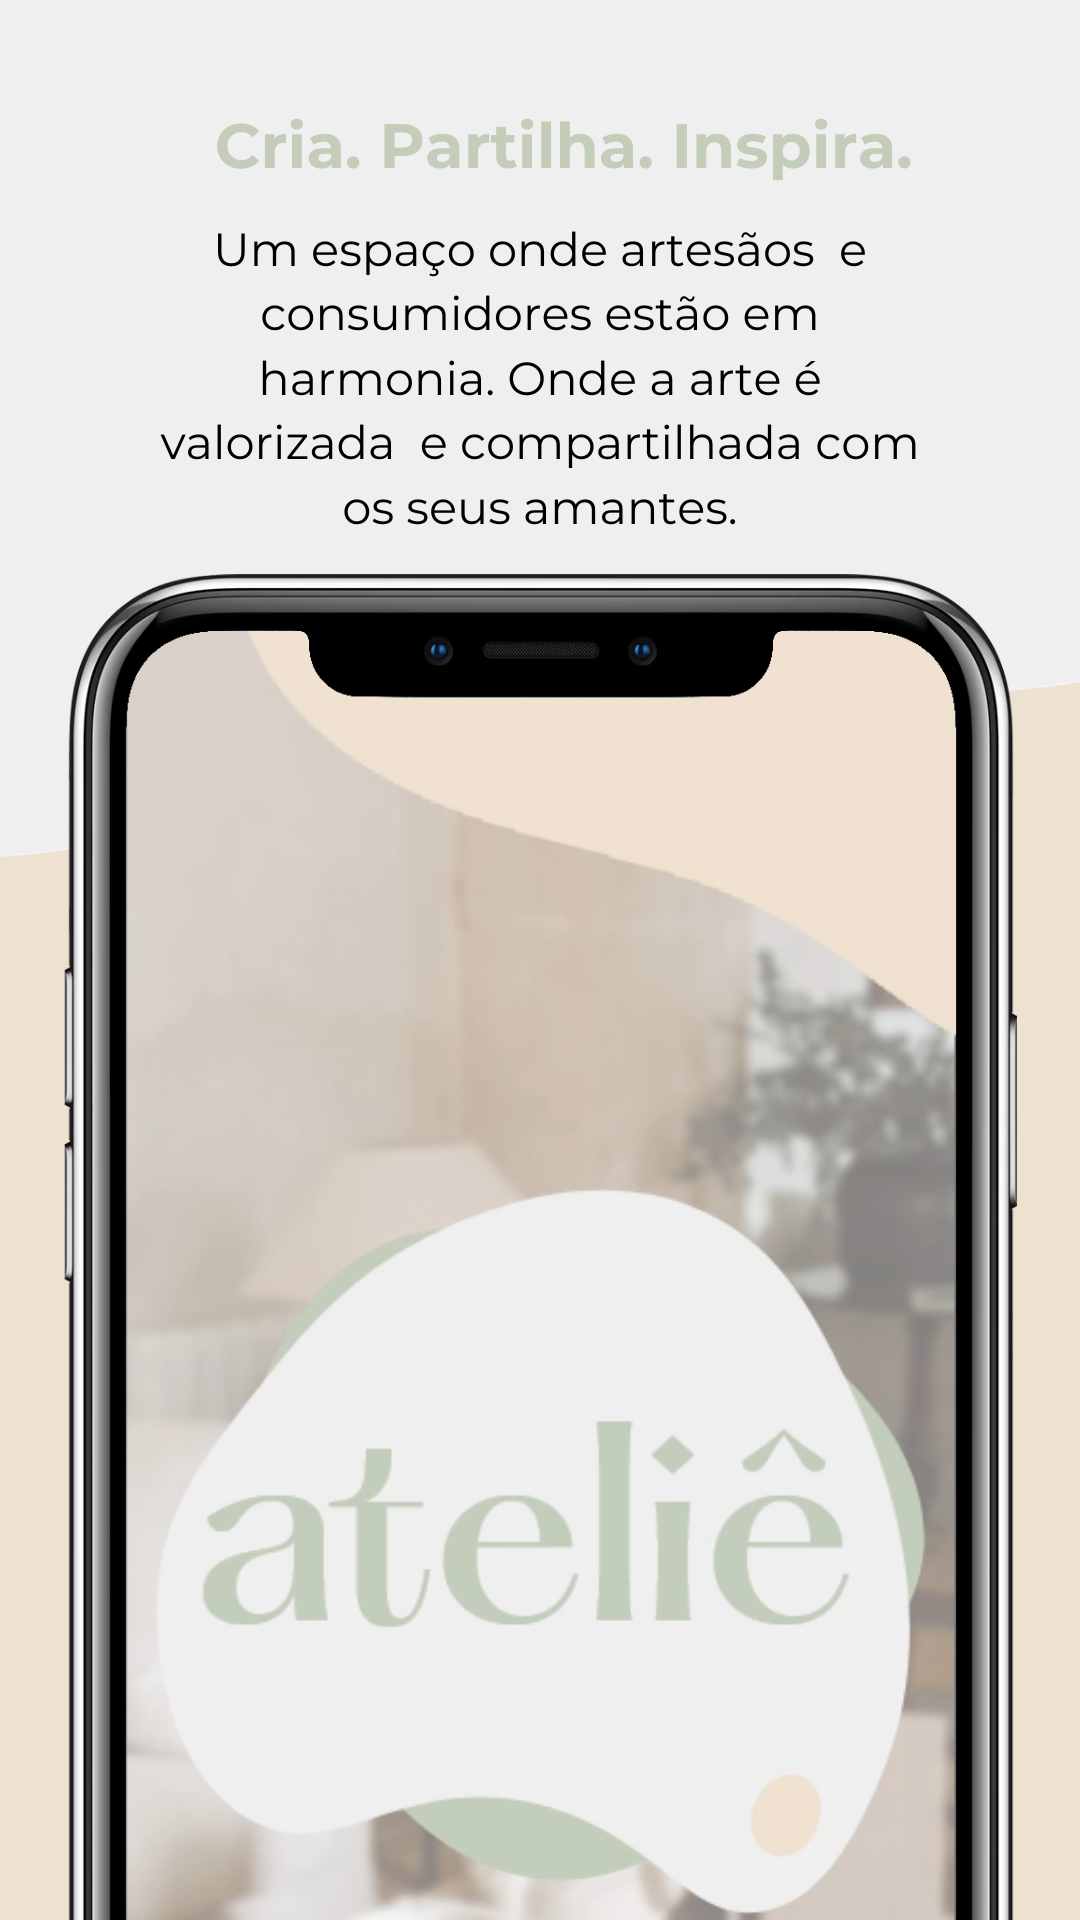 Cria. Partilha. Inspira.
Um espaço onde artesãos  e
consumidores estão em
harmonia. Onde a arte é
valorizada  e compartilhada com
os seus amantes.
ateliê